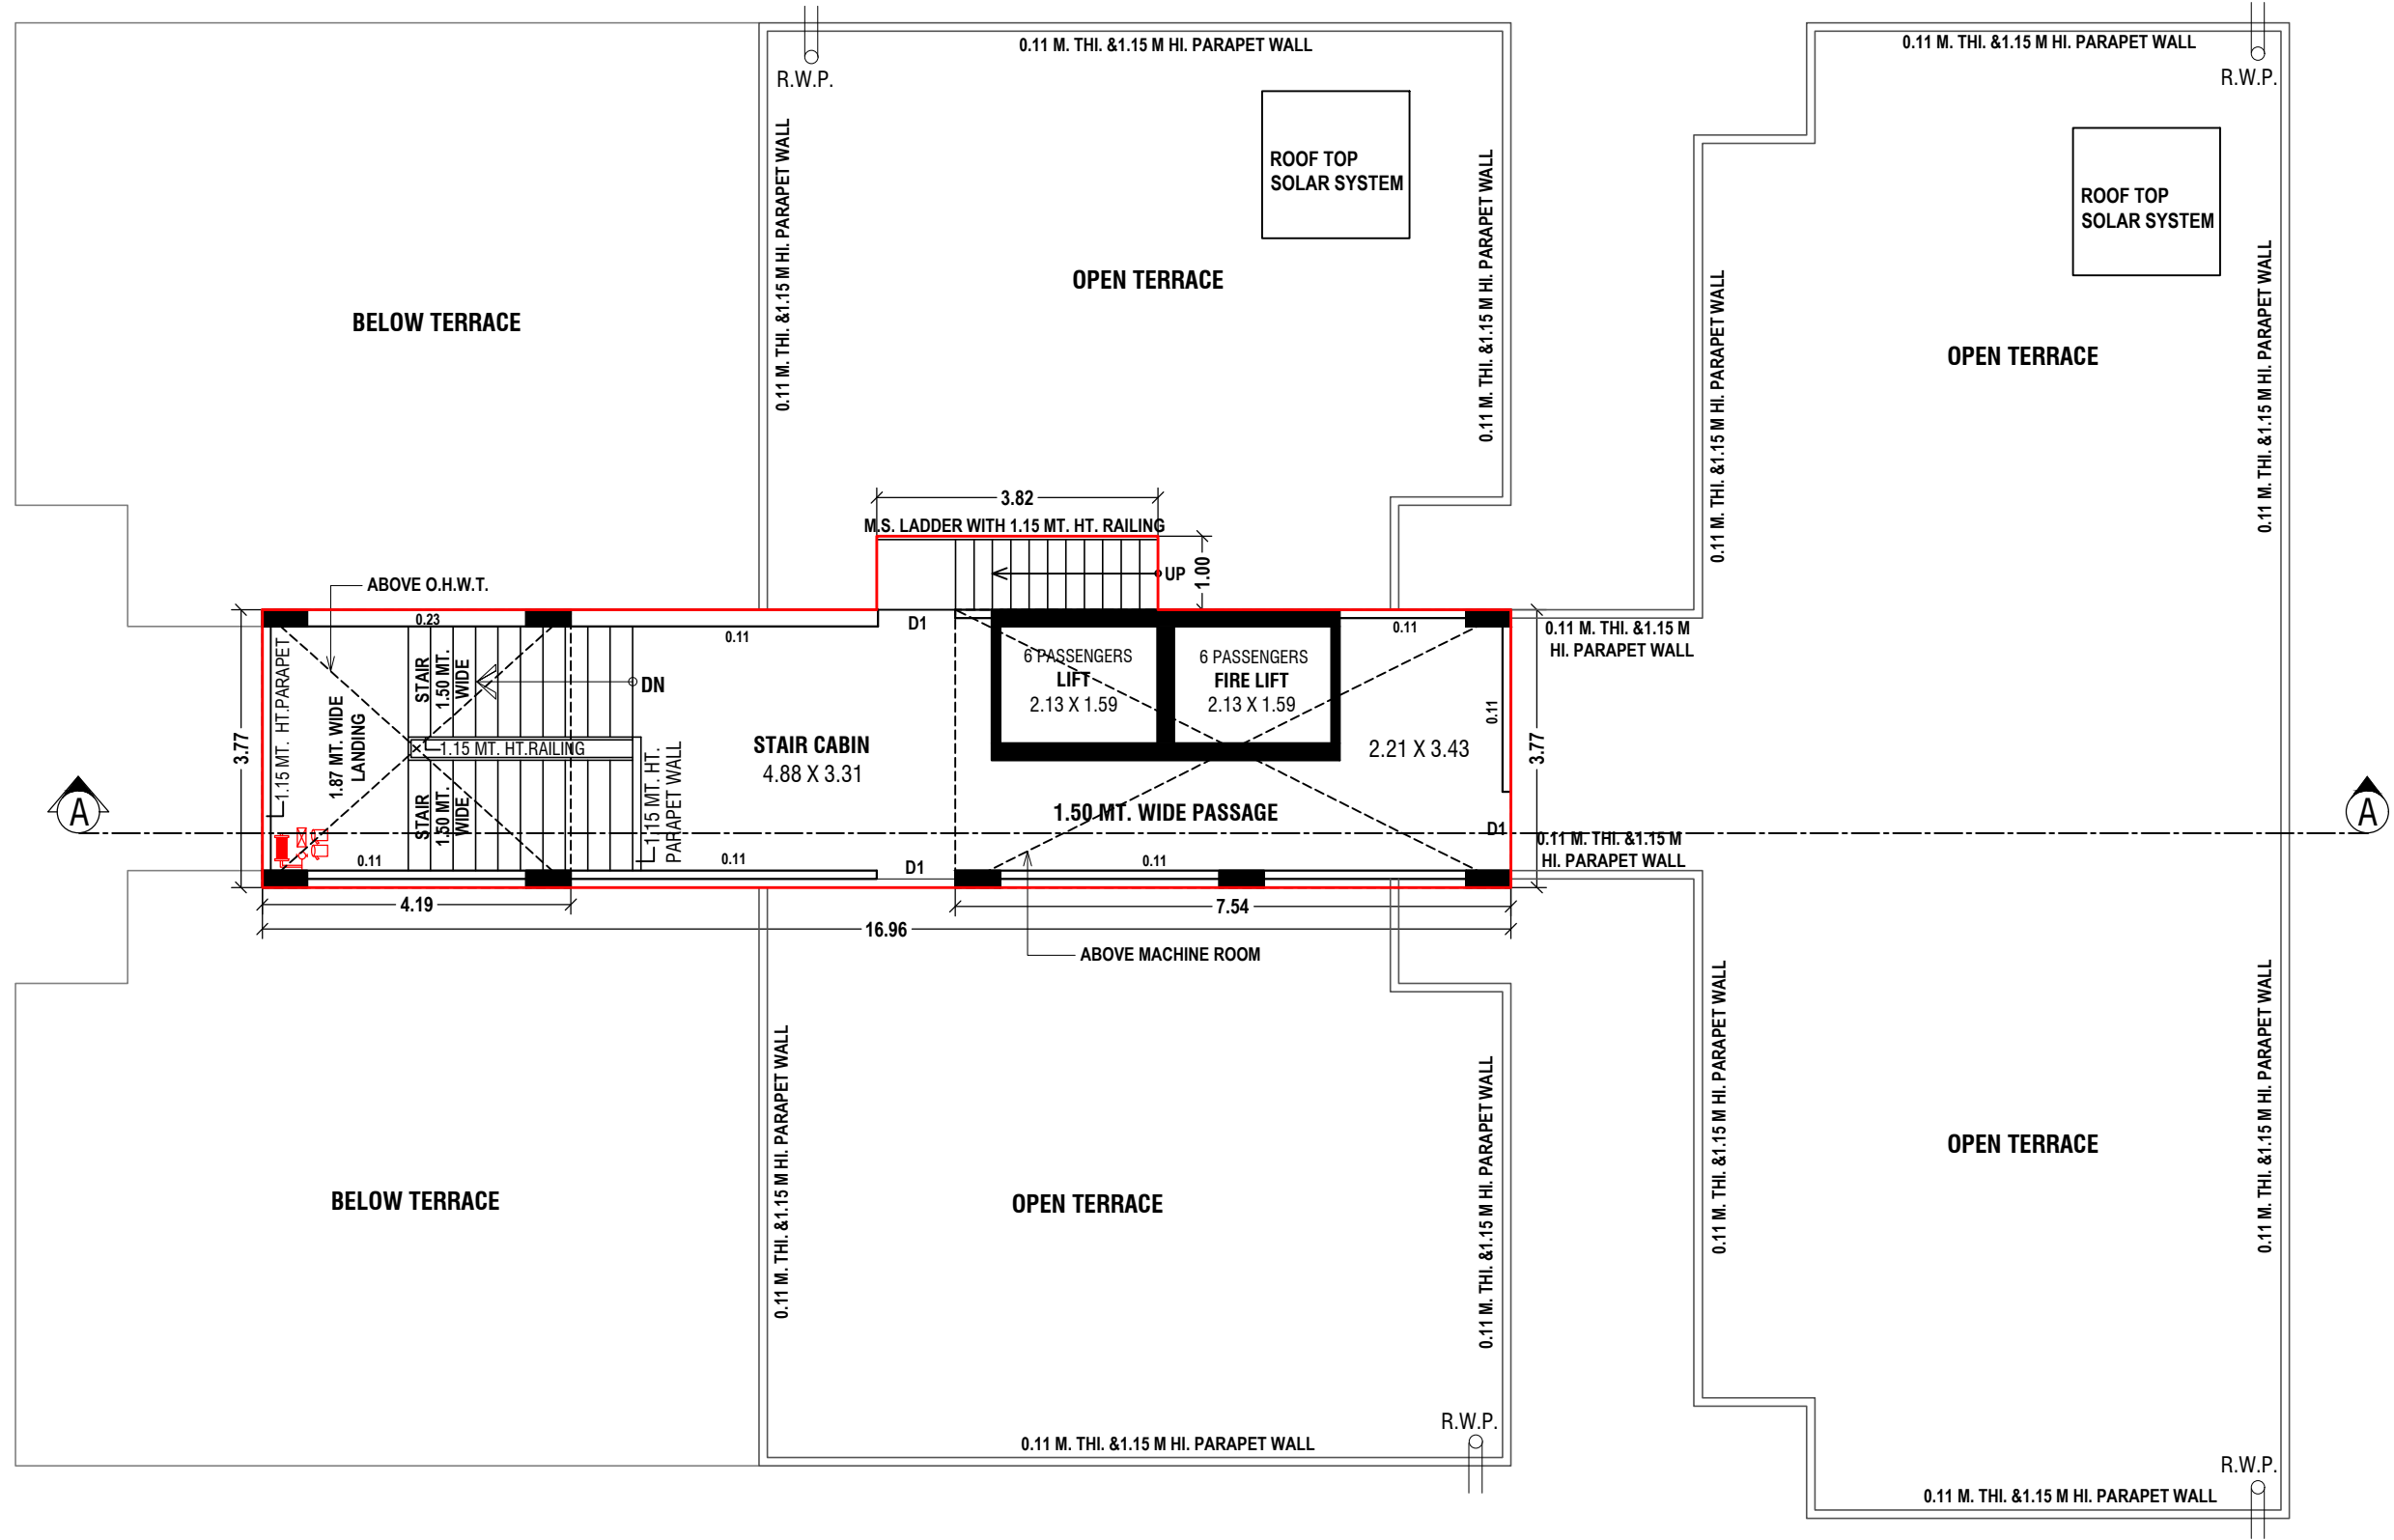 0.11 M. THI. &1.15 M HI. PARAPET WALL
0.11 M. THI. &1.15 M HI. PARAPET WALL
R.W.P.
R.W.P.
0.11 M. THI. &1.15 M HI. PARAPET WALL
ROOF TOP
SOLAR SYSTEM
0.11 M. THI. &1.15 M HI. PARAPET WALL
ROOF TOP
SOLAR SYSTEM
OPEN TERRACE
BELOW TERRACE
0.11 M. THI. &1.15 M HI. PARAPET WALL
OPEN TERRACE
0.11 M. THI. &1.15 M HI. PARAPET WALL
3.82
M.S. LADDER WITH 1.15 MT. HT. RAILING
UP
1.00
ABOVE O.H.W.T.
0.23
0.11
D1
0.11
0.11 M. THI. &1.15 M
HI. PARAPET WALL
3.77
1.15 MT. HT.PARAPET
1.87 MT. WIDE
LANDING
STAIR
1.50 MT.
WIDE
DN
6 PASSENGERS
LIFT
2.13 X 1.59
6 PASSENGERS
FIRE LIFT
2.13 X 1.59
0.11
3.77
1.15 MT. HT.RAILING
STAIR CABIN
4.88 X 3.31
2.21 X 3.43
STAIR
1.50 MT.
WIDE
1.15 MT. HT.
PARAPET WALL
1.50 MT. WIDE PASSAGE
A
A
D1
0.11 M. THI. &1.15 M
HI. PARAPET WALL
0.11
0.11
D1
0.11
4.19
7.54
16.96
ABOVE MACHINE ROOM
0.11 M. THI. &1.15 M HI. PARAPET WALL
0.11 M. THI. &1.15 M HI. PARAPET WALL
0.11 M. THI. &1.15 M HI. PARAPET WALL
0.11 M. THI. &1.15 M HI. PARAPET WALL
OPEN TERRACE
BELOW TERRACE
OPEN TERRACE
R.W.P.
0.11 M. THI. &1.15 M HI. PARAPET WALL
R.W.P.
0.11 M. THI. &1.15 M HI. PARAPET WALL